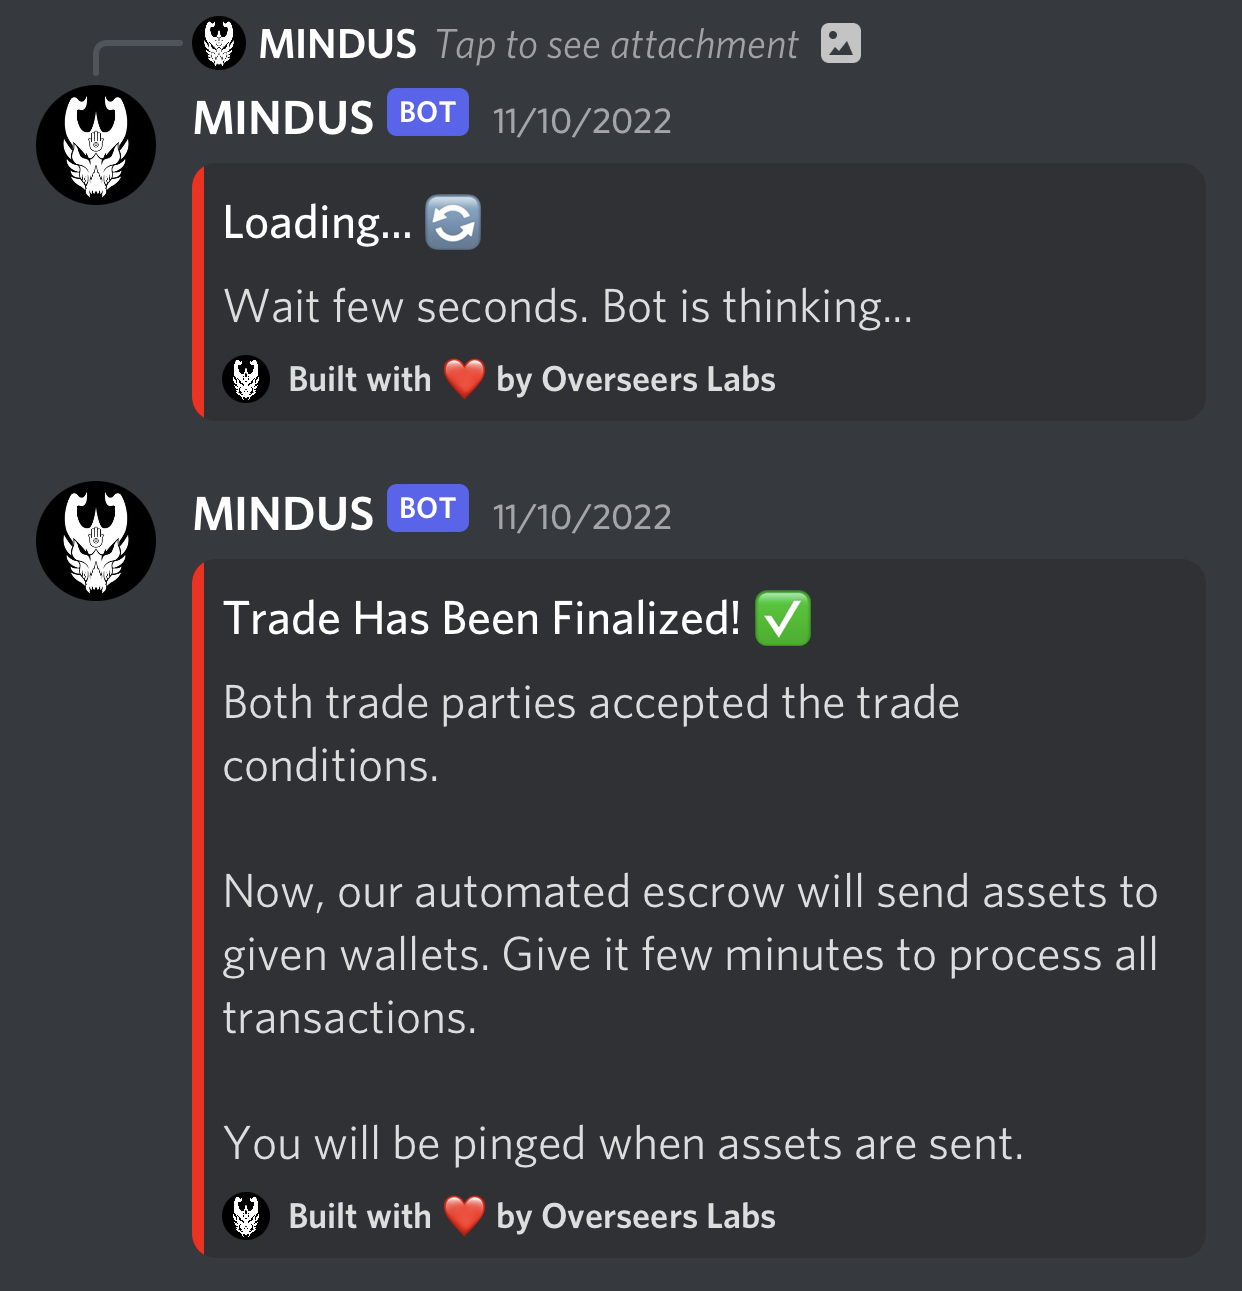 MINDUS Tap to see attachment
MINDUS BOT 11/10/2022
Loading... 🔄
Wait few seconds. Bot is thinking...
Built with ❤️ by Overseers Labs
MINDUS BOT 11/10/2022
Trade Has Been Finalized! ✅
Both trade parties accepted the trade
conditions.
Now, our automated escrow will send assets to
given wallets. Give it few minutes to process all
transactions.
You will be pinged when assets are sent.
Built with ❤️ by Overseers Labs